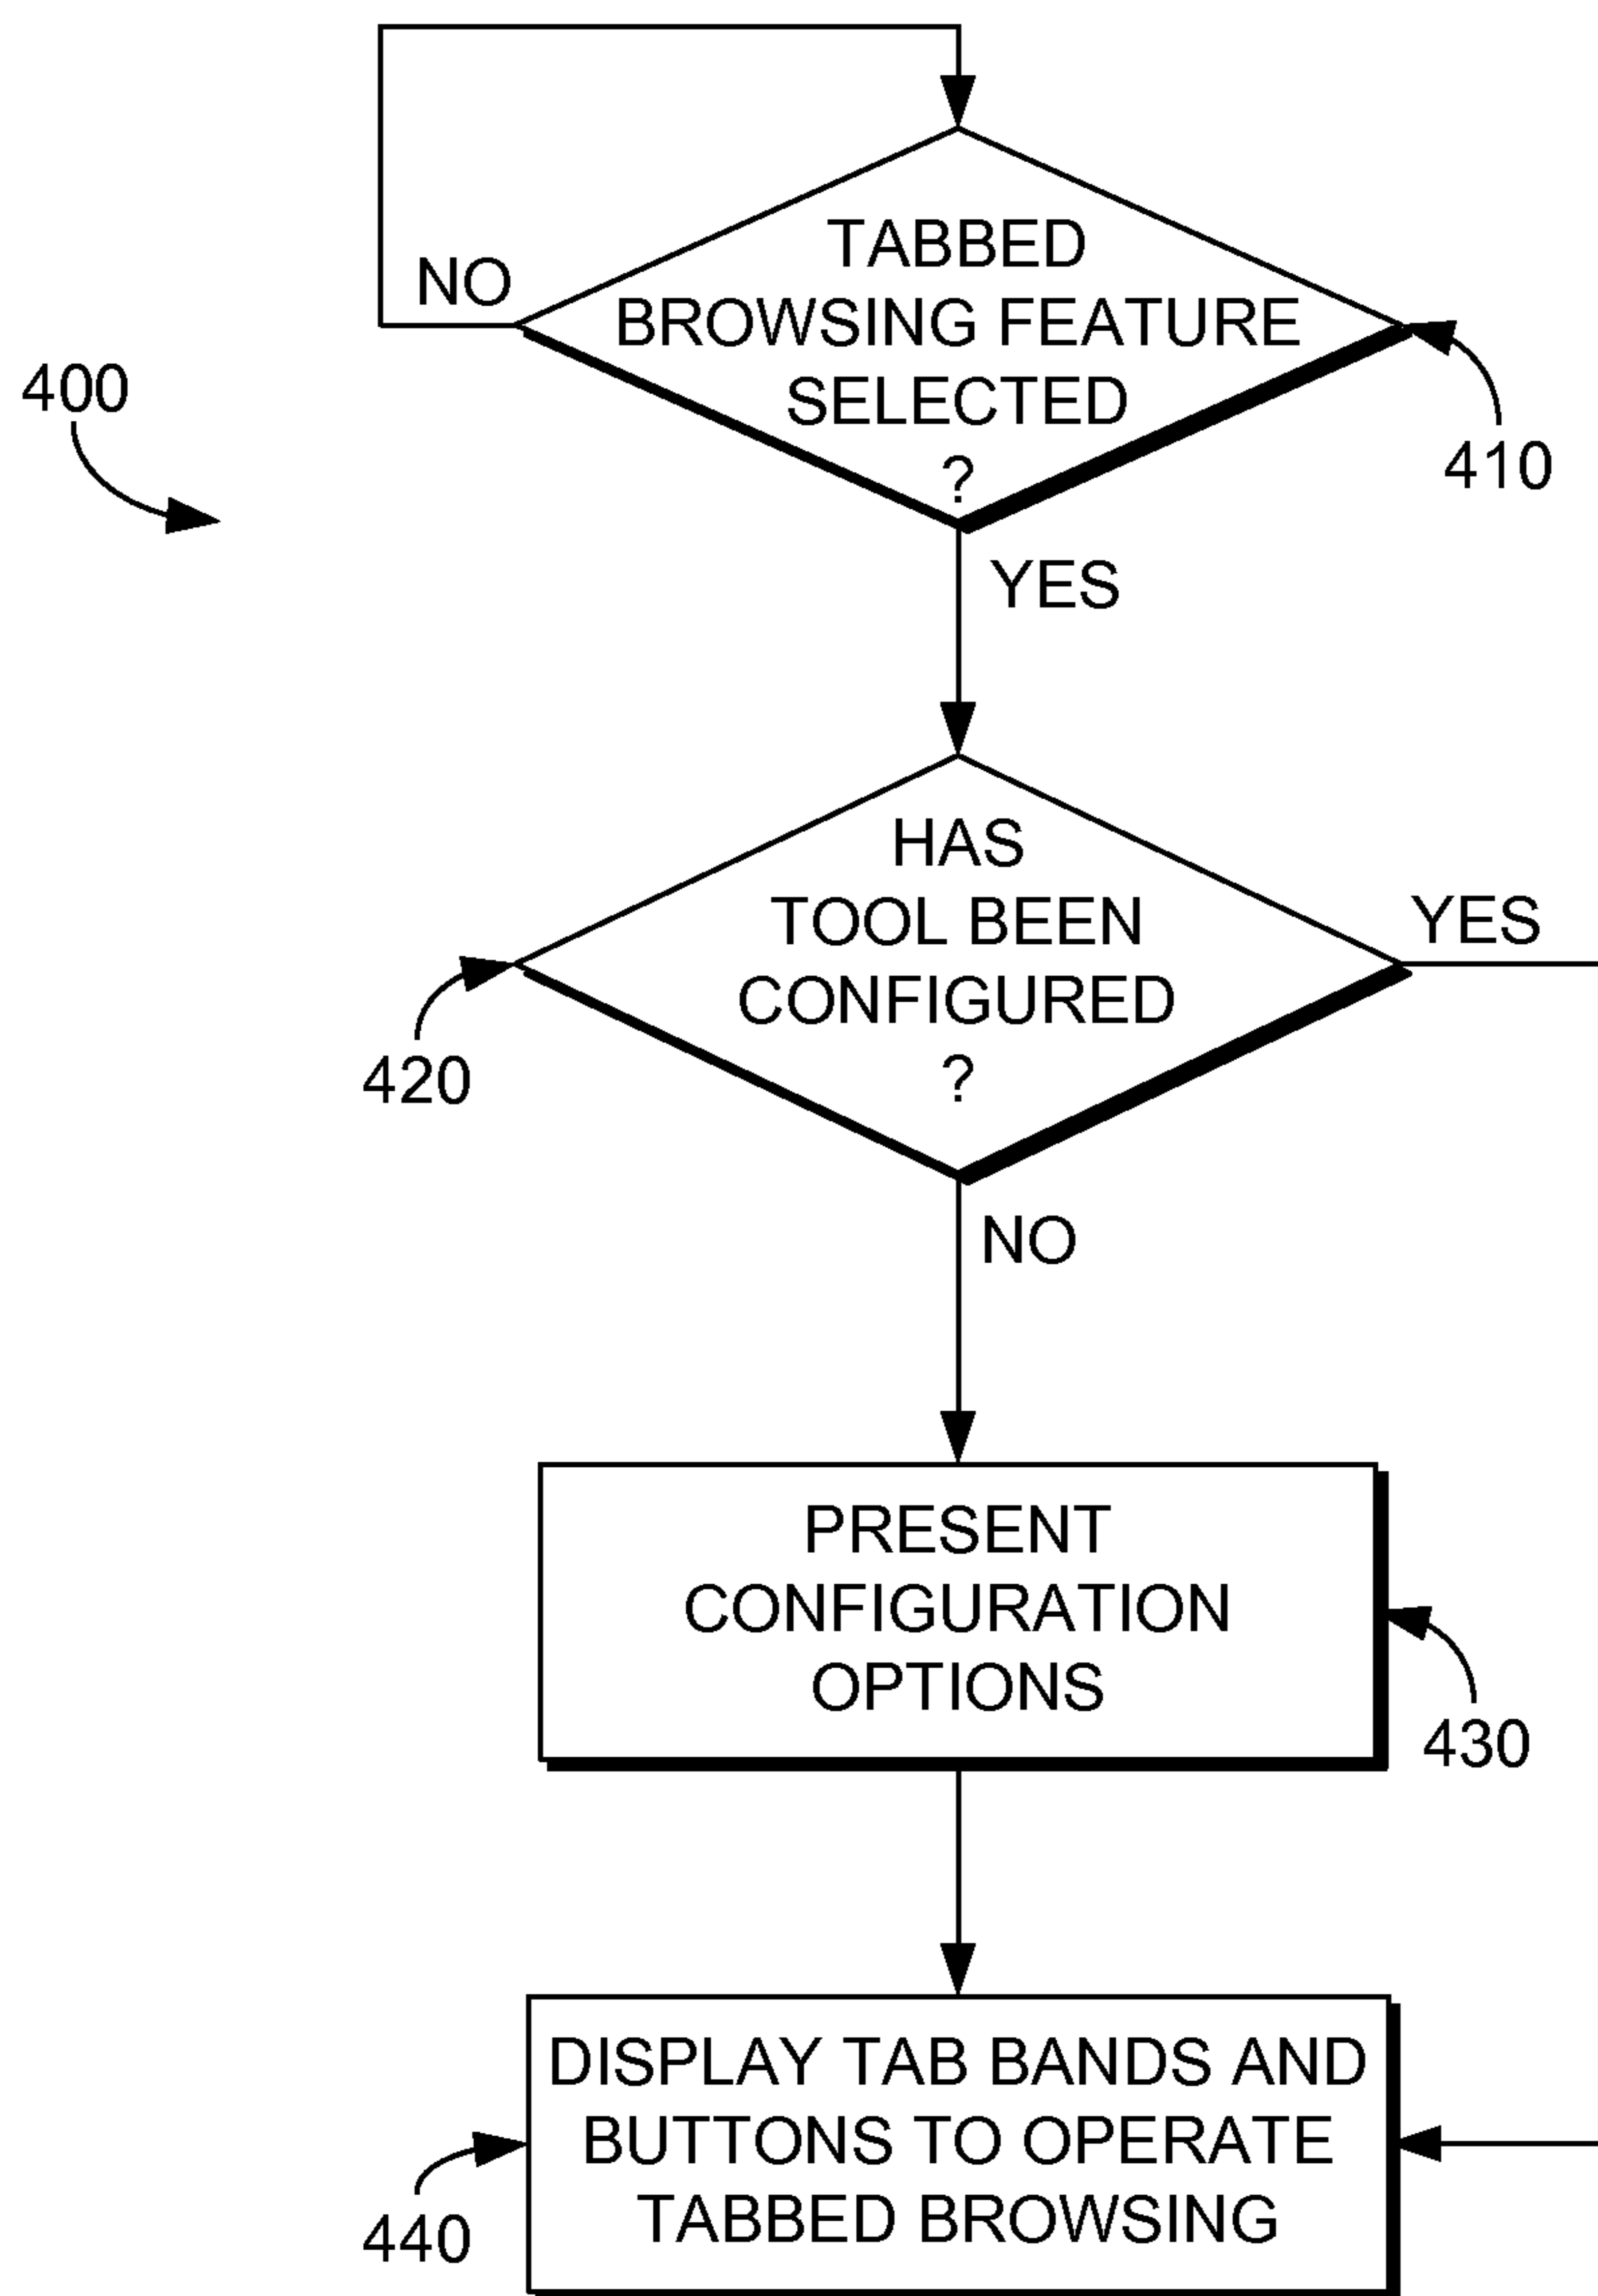 TABBED
BROWSING FEATURE
SELECTED
?
NO
400
410
YES
HAS
TOOL BEEN
CONFIGURED
?
YES
420
NO
PRESENT
CONFIGURATION
OPTIONS
430
DISPLAY TAB BANDS AND
BUTTONS TO OPERATE
TABBED BROWSING
440